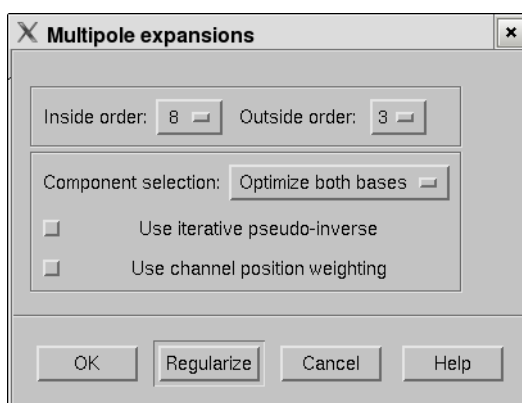 Multipole expansions
Inside order: 8 Outside order: 3
Component selection: Optimize both bases
Use iterative pseudo-inverse
Use channel position weighting
OK Regularize Cancel Help